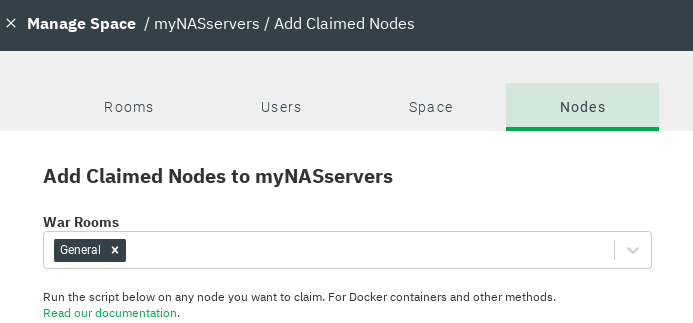 × Manage Space / myNASservers / Add Claimed Nodes
Rooms Users Space Nodes
Add Claimed Nodes to myNASservers
War Rooms
General ×
Run the script below on any node you want to claim. For Docker containers and other methods.
Read our documentation.